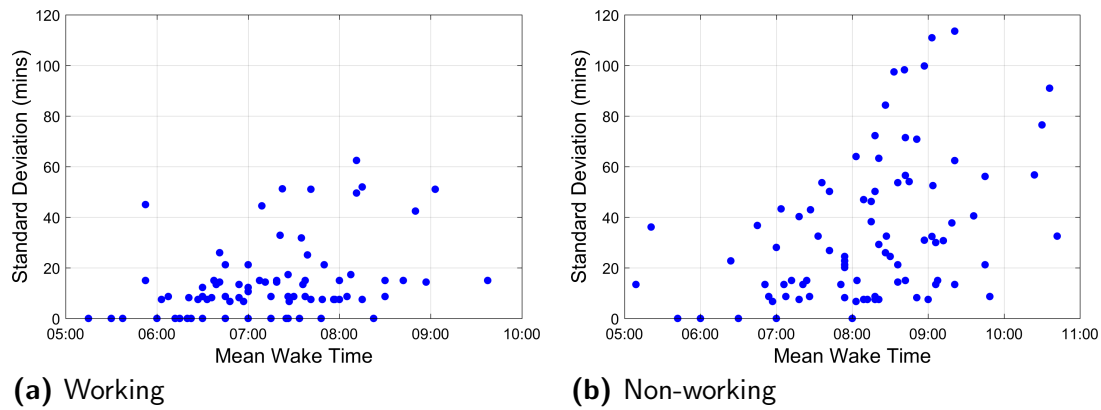 120
100
80
60
40
20
0
Standard Deviation (mins)
05:00 06:00 07:00 08:00 09:00 10:00
Mean Wake Time
(a) Working
120
100
80
60
40
20
0
Standard Deviation (mins)
05:00 06:00 07:00 08:00 09:00 10:00 11:00
Mean Wake Time
(b) Non-working